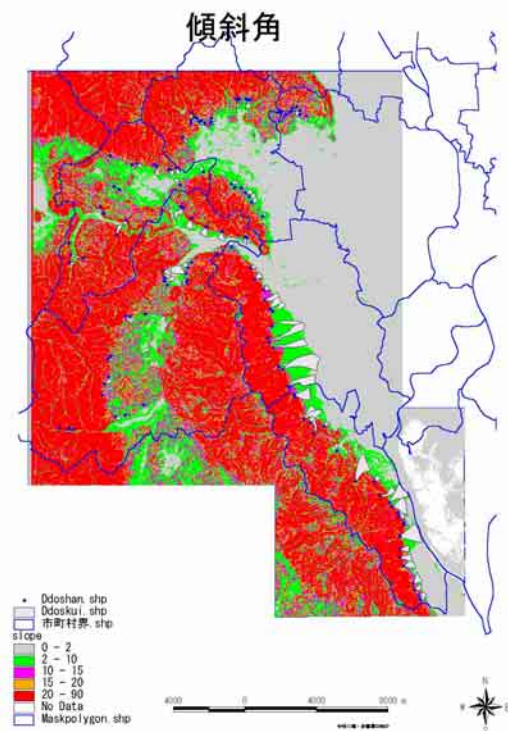 傾斜角
Ddoshan.shp
Ddoskui.shp
市町村界.shp
slope
0 - 2
2 - 10
10 - 15
15 - 20
20 - 90
No Data
Maskpolygon.shp
4000 0 4000 8000 m
W E
S